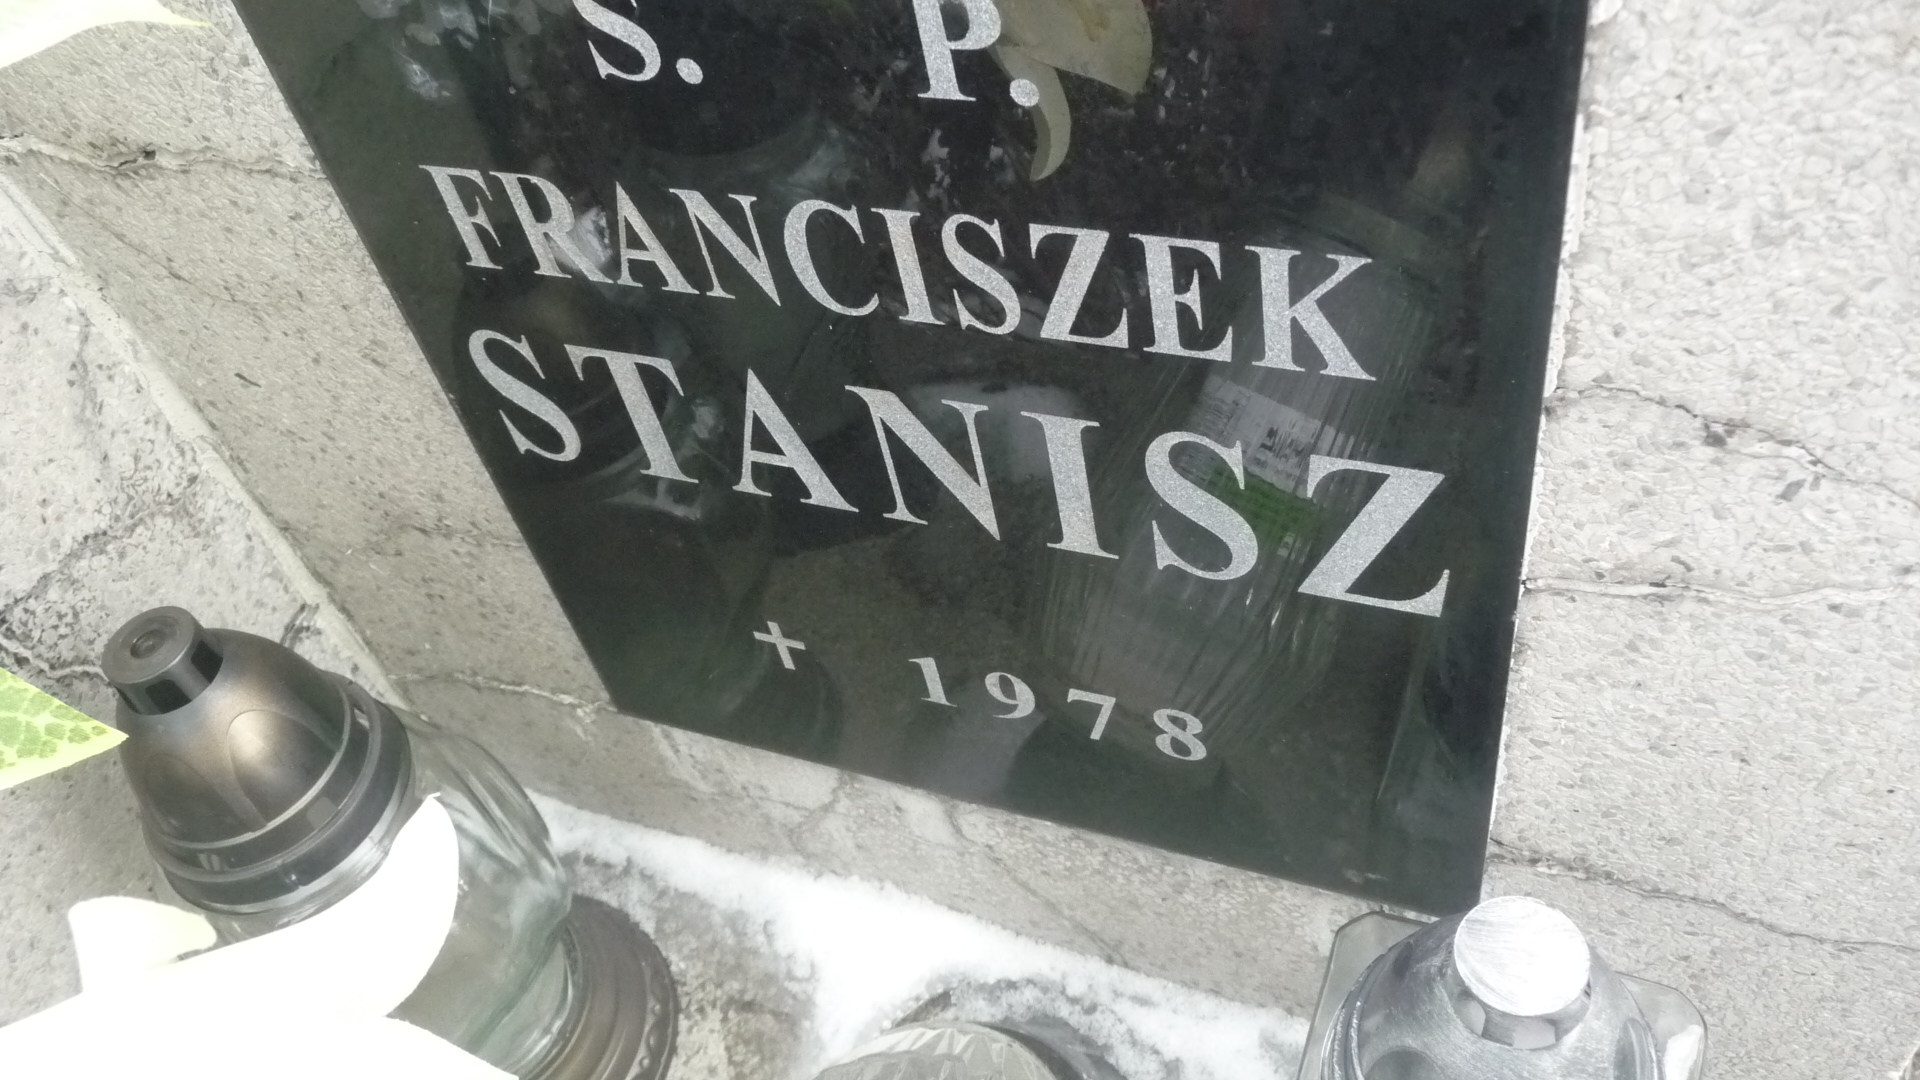 S. P.
FRANCISZEK
STANISZ
+ 1978